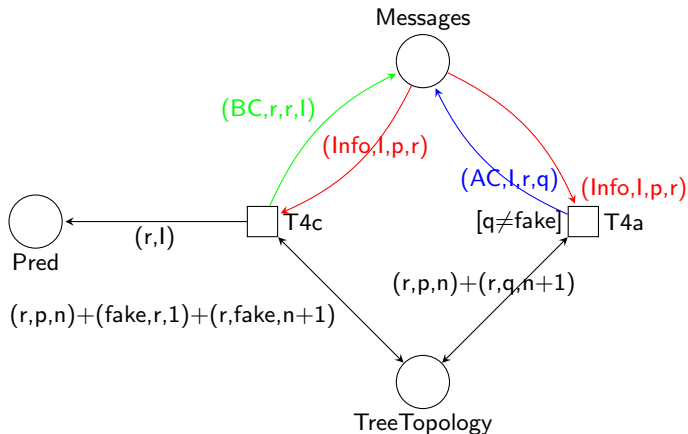 Messages
(BC,r,r,l)
(Info,l,p,r)
(AC,l,r,q)
(Info,l,p,r)
T4c
[q≠fake]
T4a
(r,l)
Pred
(r,p,n)+(r,q,n+1)
(r,p,n)+(fake,r,1)+(r,fake,n+1)
TreeTopology